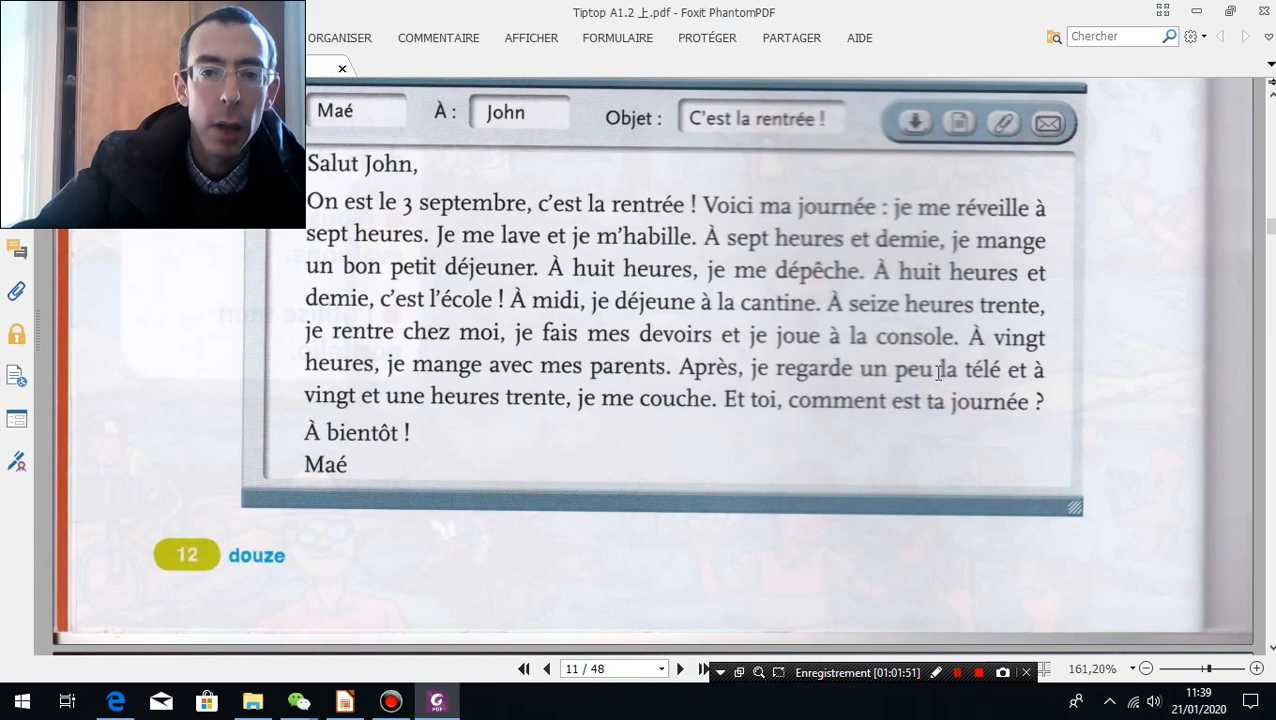 Tiptop A1.2 上.pdf - Foxit PhantomPDF
ORGANISER COMMENTAIRE AFFICHER FORMULAIRE PROTÉGER PARTAGER AIDE
Chercher
Maé À : John Objet : C'est la rentrée !
Salut John,
On est le 3 septembre, c'est la rentrée ! Voici ma journée : je me réveille à
sept heures. Je me lave et je m'habille. À sept heures et demie, je mange
un bon petit déjeuner. À huit heures, je me dépêche. À huit heures et
demie, c'est l'école ! À midi, je déjeune à la cantine. À seize heures trente,
je rentre chez moi, je fais mes devoirs et je joue à la console. À vingt
heures, je mange avec mes parents. Après, je regarde un peu la télé et à
vingt et une heures trente, je me couche. Et toi, comment est ta journée ?
À bientôt !
Maé
12 douze
11 / 48
Enregistrement [01:01:51]
161,20%
11:39
21/01/2020